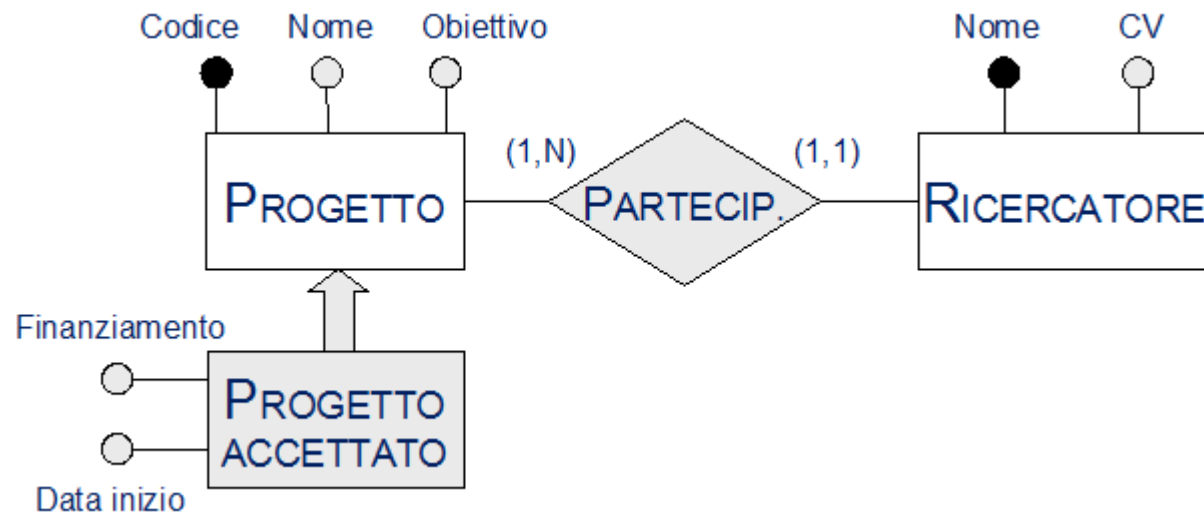 Codice Nome Obiettivo Nome CV
(1,N) (1,1)
PROGETTO PARTECIP. RICERCATORE
Finanziamento
PROGETTO
ACCETTATO
Data inizio